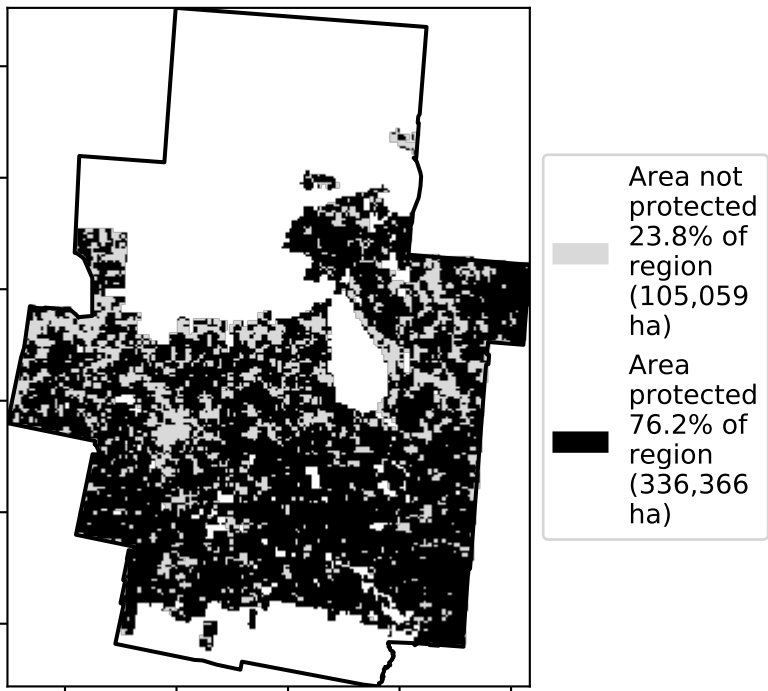 Area not
protected
23.8% of
region
(105,059
ha)
Area
protected
76.2% of
region
(336,366
ha)